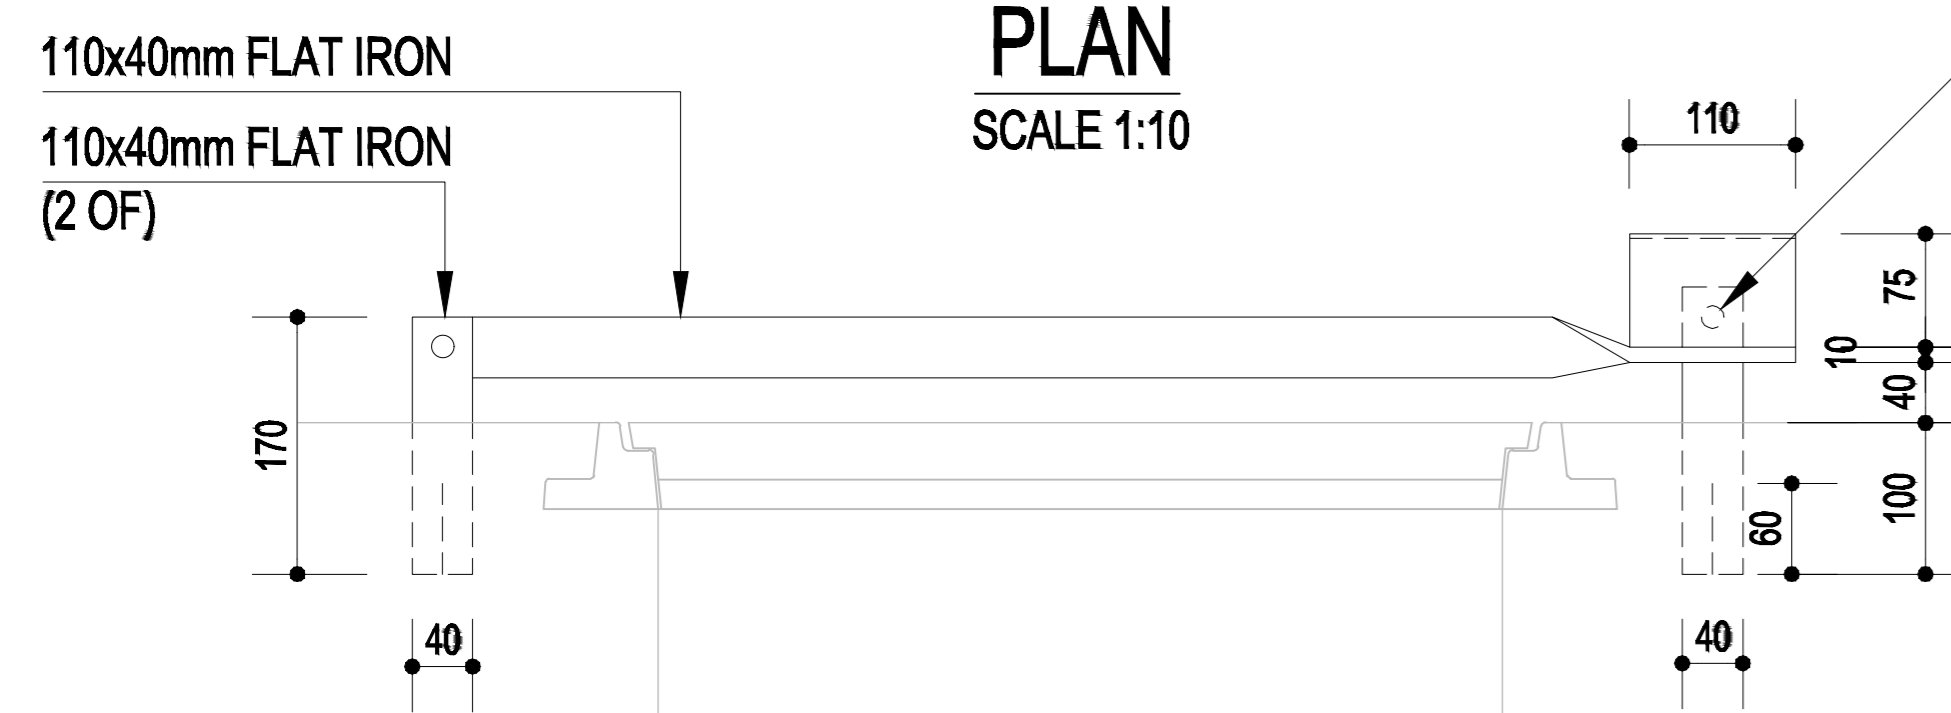 PLAN
SCALE 1:10
110x40mm FLAT IRON
110x40mm FLAT IRON
(2 OF)
110
75
10
40
100
60
170
40
40